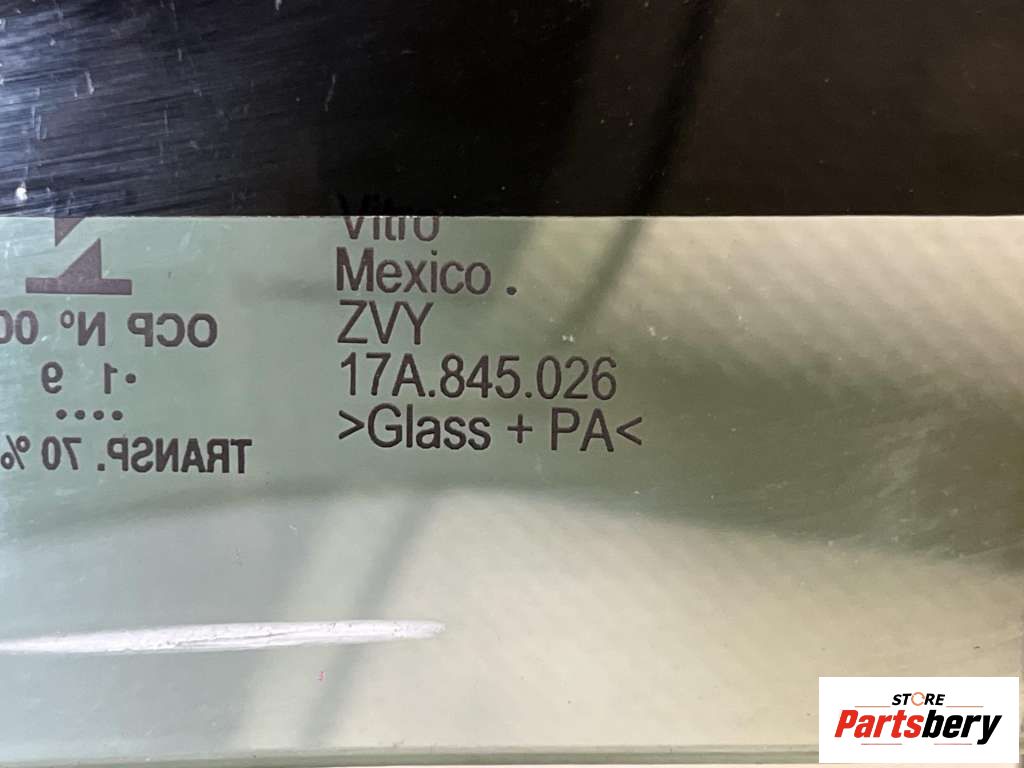 Vitro
Mexico .
ZVY
17A.845.026
>Glass + PA<
OCP Nº 00
•1 9
••••
TRANSP. 70 %
STORE
Partsbery